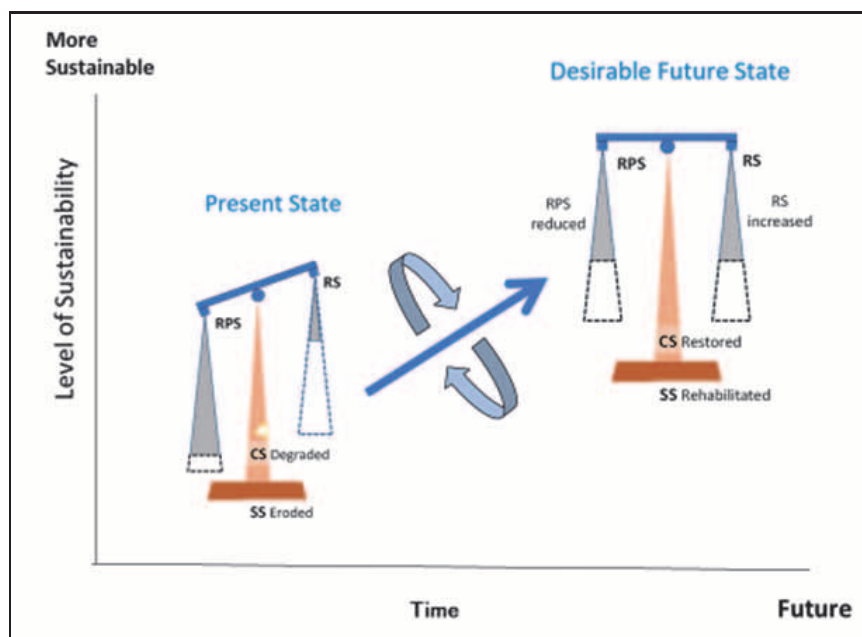 More
Sustainable
Desirable Future State
RPS
RS
RPS
reduced
RS
increased
Level of Sustainability
Present State
RS
RPS
CS Restored
SS Rehabilitated
CS Degraded
SS Eroded
Time
Future